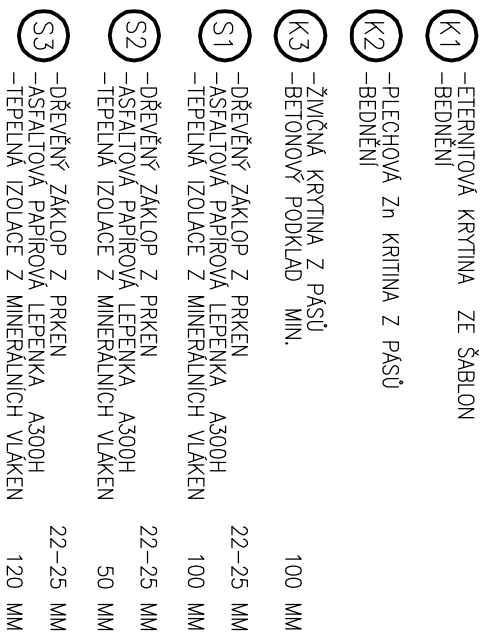 K1 -ETERNITOVÁ KRYTINA ZE ŠABLON
-BEDNĚNÍ
K2 -PLECHOVÁ Zn KRITINA Z PÁSŮ
-BEDNĚNÍ
K3 -ŽIVIČNÁ KRYTINA Z PÁSŮ
-BETONOVÝ PODKLAD MIN. 100 MM
S1 -DŘEVĚNÝ ZÁKLOP Z PRKEN 22-25 MM
-ASFALTOVÁ PAPÍROVÁ LEPENKA A300H
-TEPELNÁ IZOLACE Z MINERÁLNÍCH VLÁKEN 100 MM
S2 -DŘEVĚNÝ ZÁKLOP Z PRKEN 22-25 MM
-ASFALTOVÁ PAPÍROVÁ LEPENKA A300H
-TEPELNÁ IZOLACE Z MINERÁLNÍCH VLÁKEN 50 MM
S3 -DŘEVĚNÝ ZÁKLOP Z PRKEN 22-25 MM
-ASFALTOVÁ PAPÍROVÁ LEPENKA A300H
-TEPELNÁ IZOLACE Z MINERÁLNÍCH VLÁKEN 120 MM